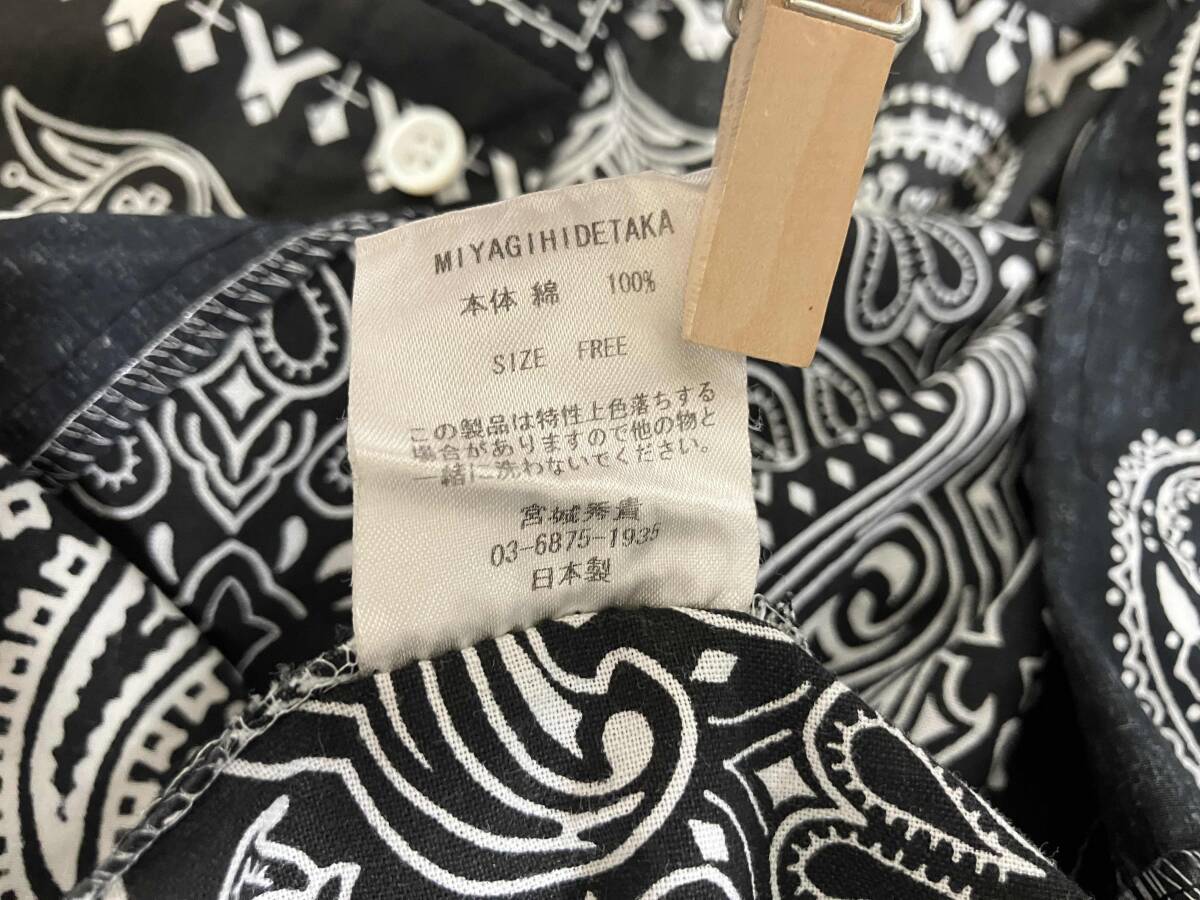 MIYAGIHIDETAKA
本体 綿 100%
SIZE FREE
この製品は特性上色落ちする
場合がありますので他の物と
一緒に洗わないでください。
宮城秀貴
03-6875-1935
日本製